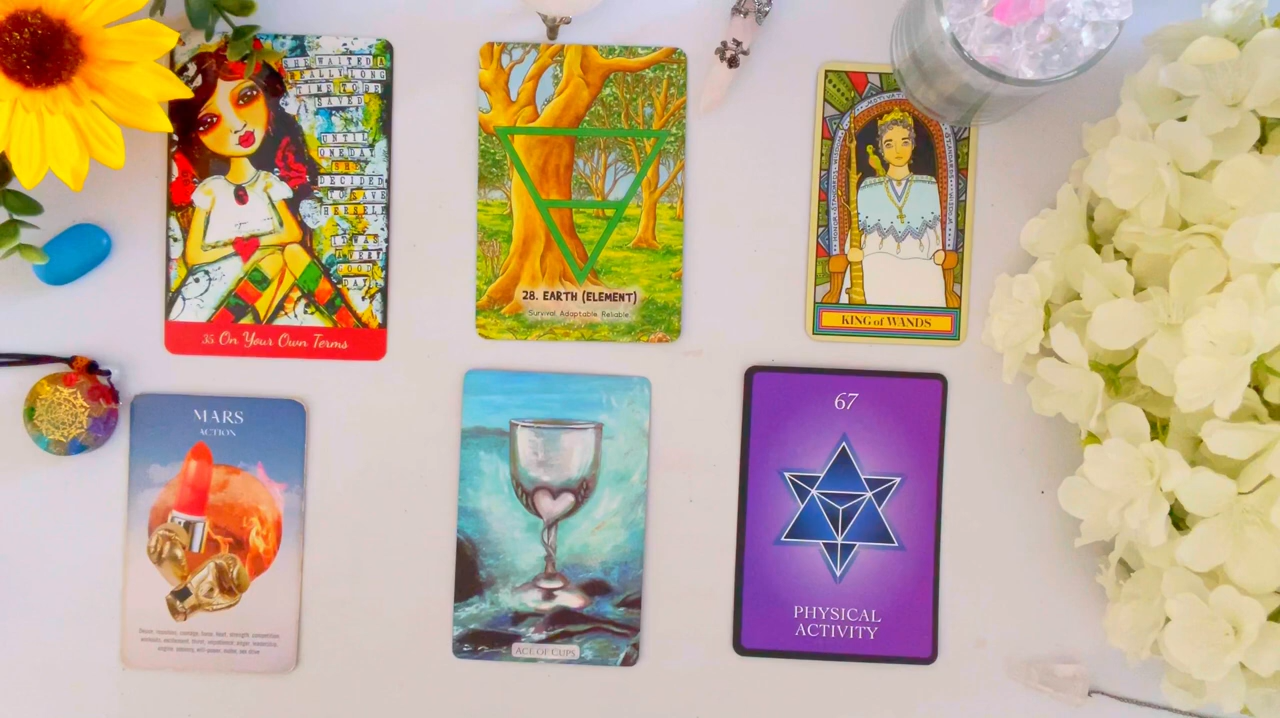 SHE WAITED A
REALLY LONG
TIME TO BE
SAVED
UNTIL
ONE DAY
SHE
DECIDED
TO SAVE
HERSELF
IT WAS
A VERY
GOOD
DAY.
35 On Your Own Terms
28. EARTH (ELEMENT)
Survival Adaptable Reliable
KING of WANDS
MARS
ACTION
ACE OF CUPS
67
PHYSICAL
ACTIVITY